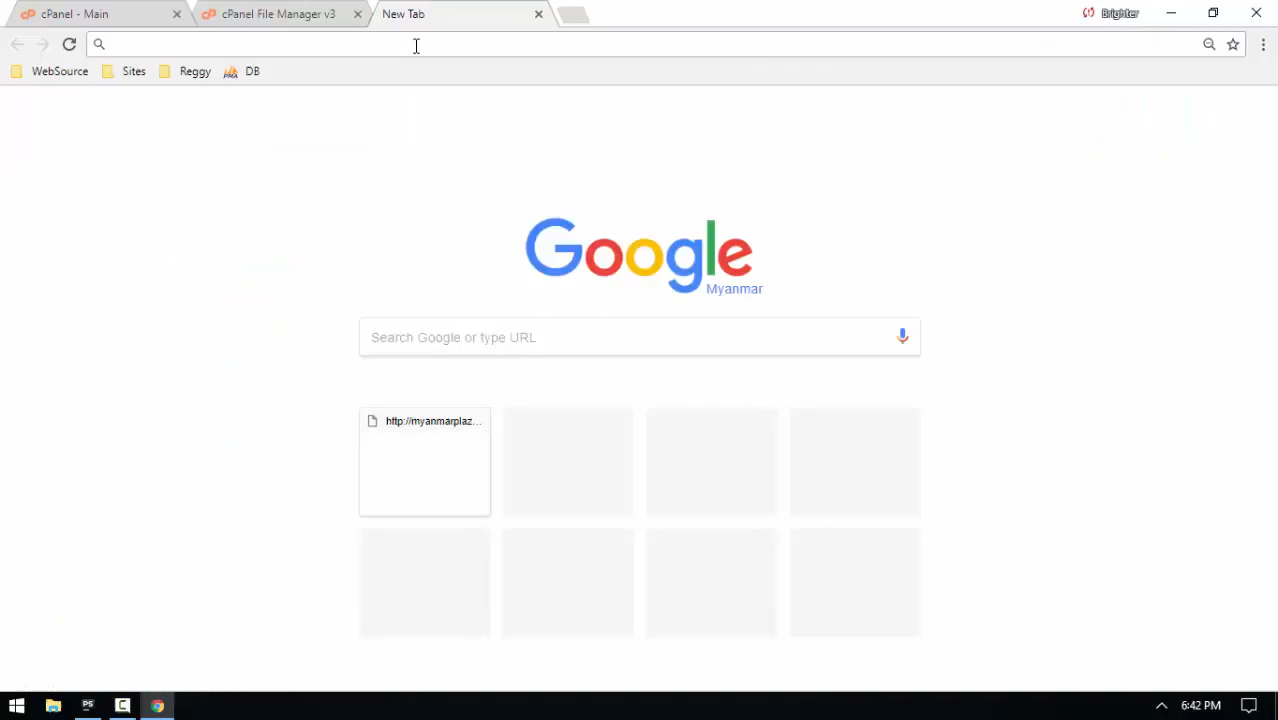 cPanel - Main
cPanel File Manager v3
New Tab
Brighter
WebSource
Sites
Reggy
DB
Google
Myanmar
Search Google or type URL
http://myanmarplaz...
6:42 PM